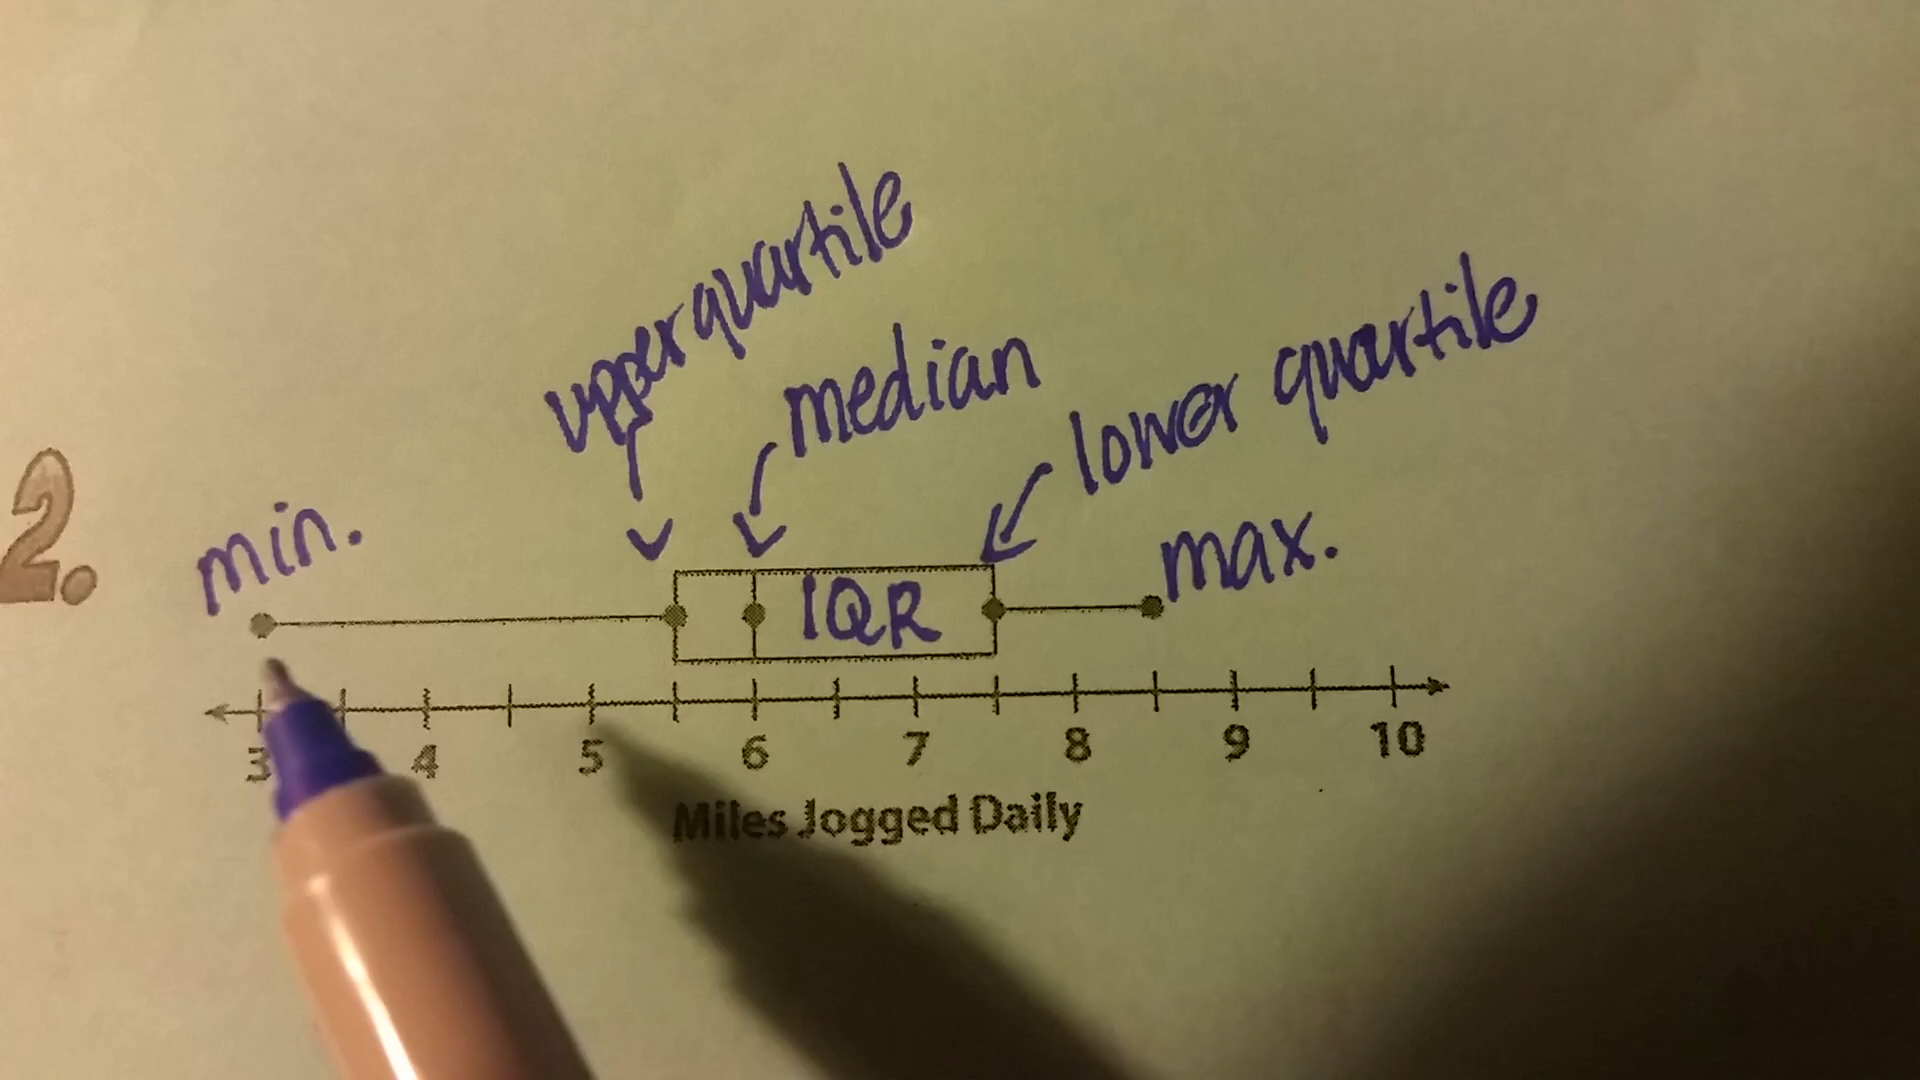 upper quartile
median
lower quartile
2.
min.
max.
IQR
3 4 5 6 7 8 9 10
Miles Jogged Daily